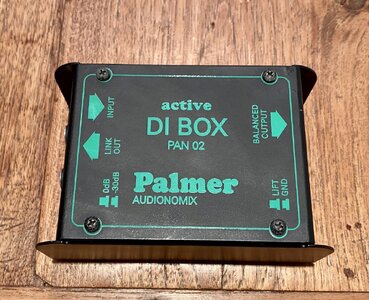 active
DI BOX
PAN 02
Palmer
AUDIONOMIX
INPUT
LINK
OUT
0dB
-30dB
BALANCED
OUTPUT
LIFT
GND